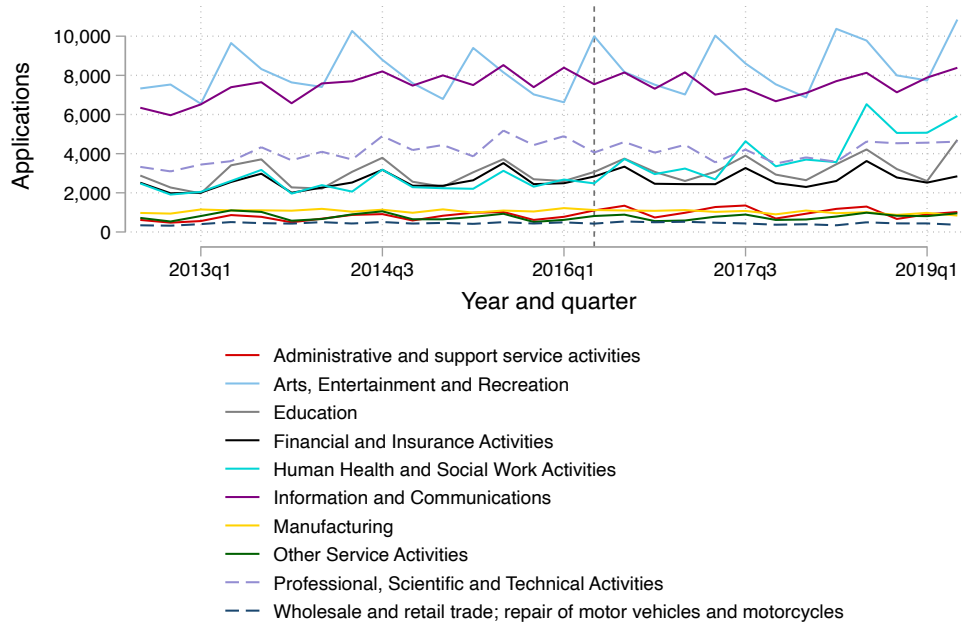 10,000
8,000
6,000
4,000
2,000
0
Applications
2013q1 2014q3 2016q1 2017q3 2019q1
Year and quarter
Administrative and support service activities
Arts, Entertainment and Recreation
Education
Financial and Insurance Activities
Human Health and Social Work Activities
Information and Communications
Manufacturing
Other Service Activities
Professional, Scientific and Technical Activities
Wholesale and retail trade; repair of motor vehicles and motorcycles